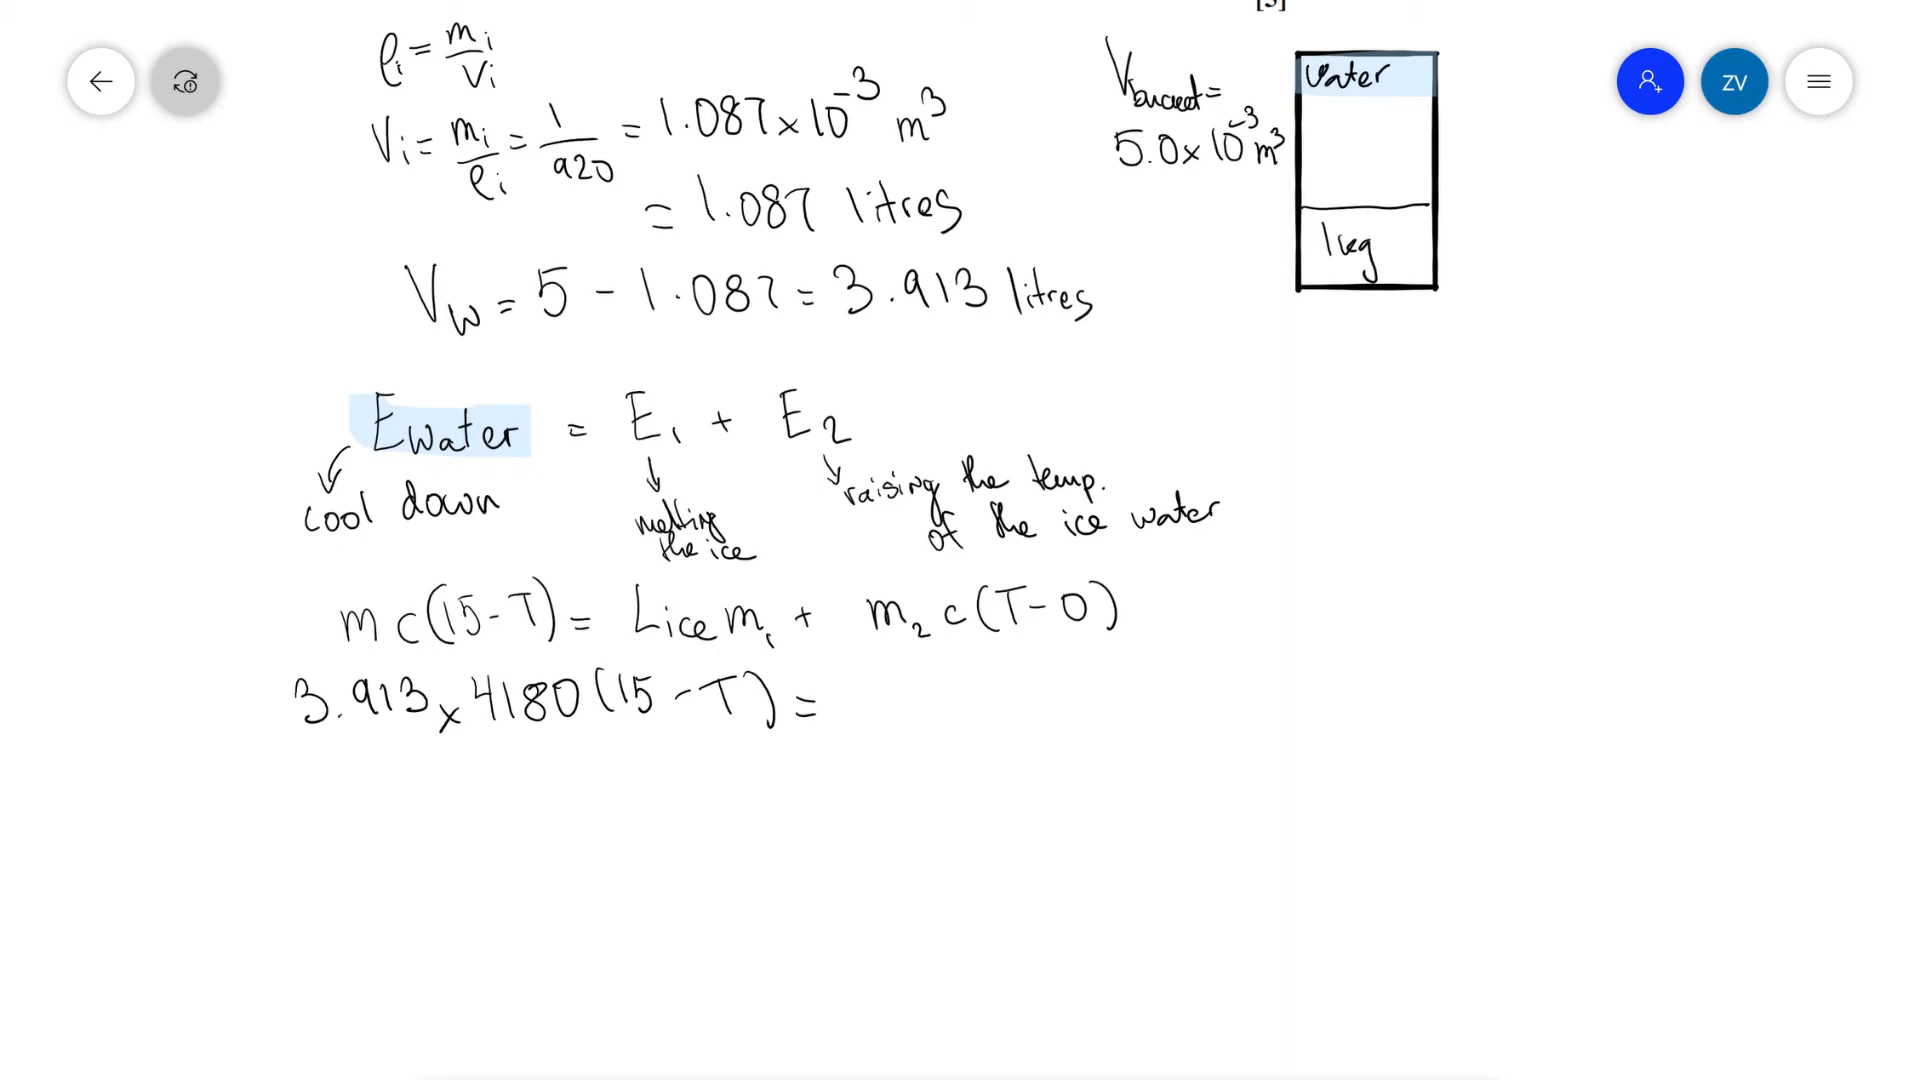 [3]
ρi = mi/Vi
Vi = mi/ρi = 1/920 = 1.087 × 10⁻³ m³
= 1.087 litres
Vw = 5 - 1.087 = 3.913 litres
Vbucket =
5.0 × 10⁻³ m³
Water
1kg
ZV
Ewater = E1 + E2
cool down
melting
the ice
raising the temp.
of the ice water
mc(15-T) = Lice m1 + m2 c(T-0)
3.913 × 4180 (15 - T) =